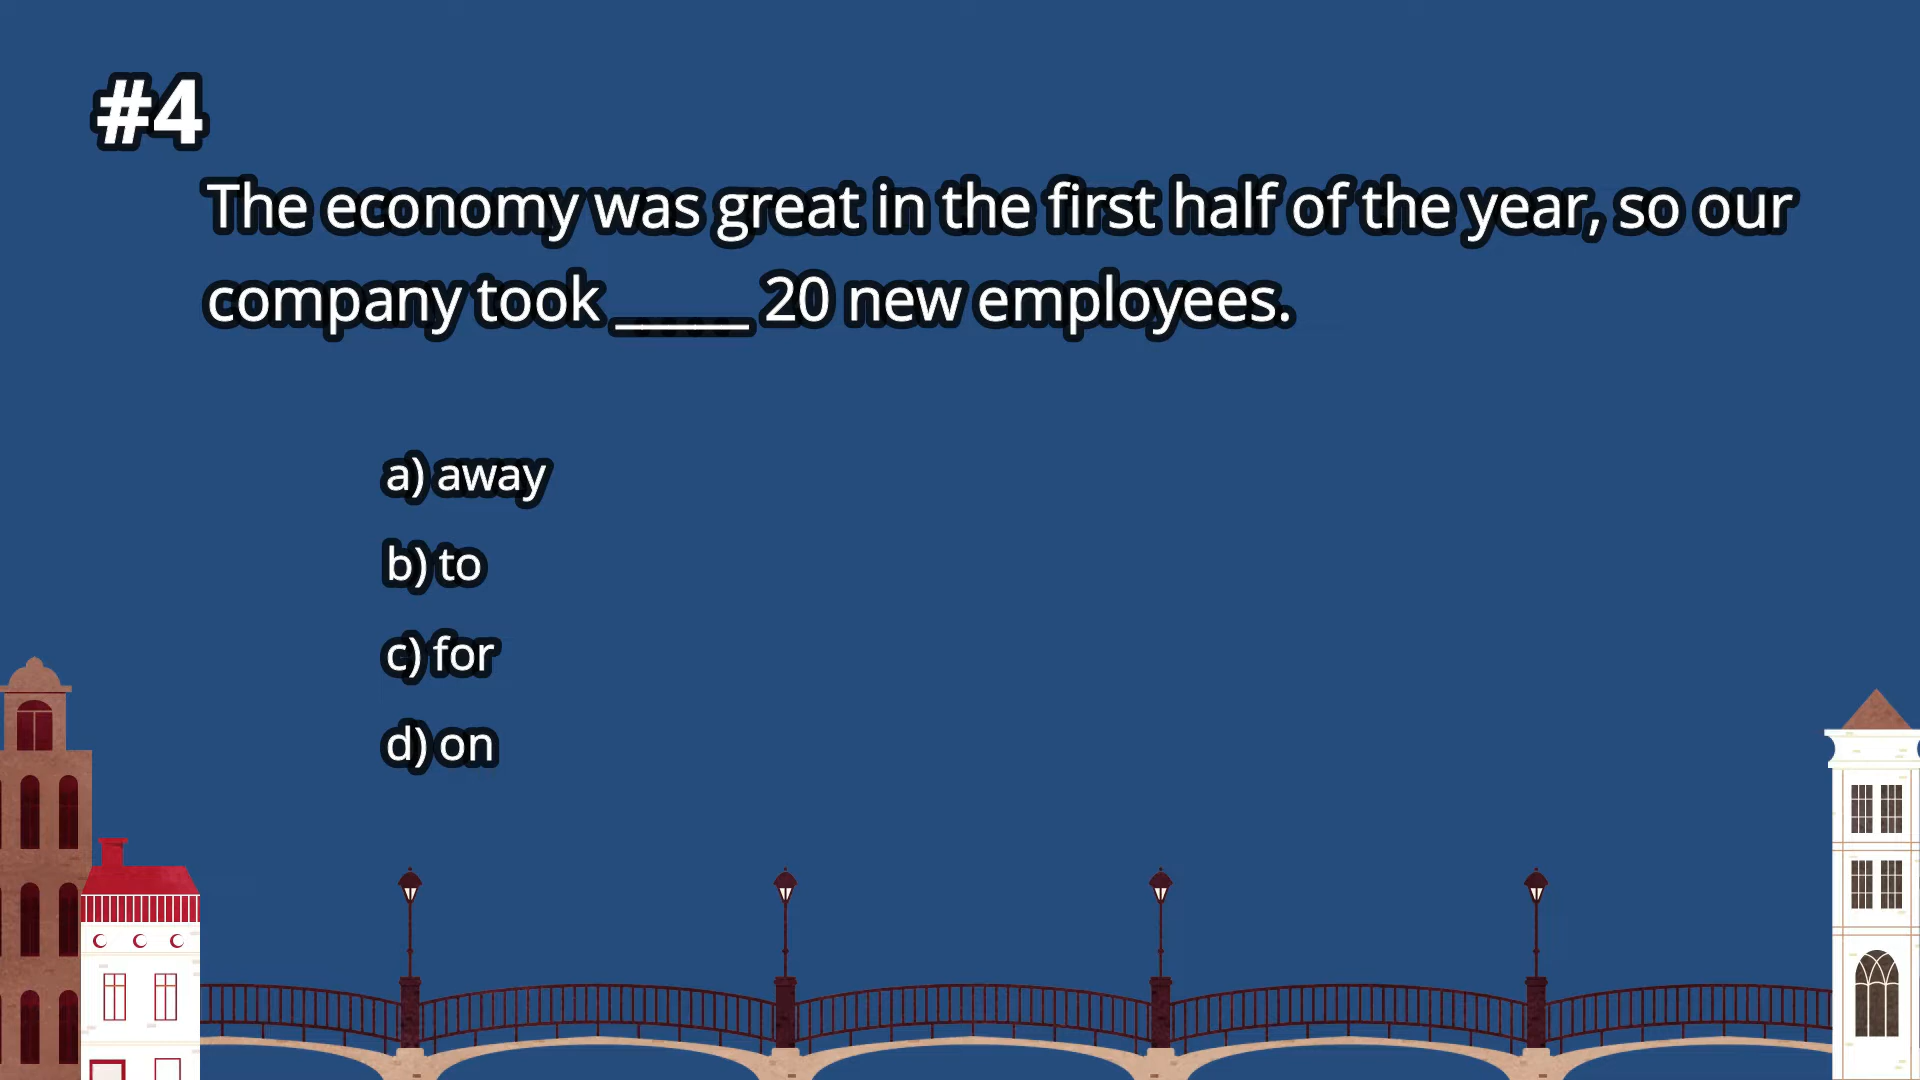 #4
The economy was great in the first half of the year, so our
company took _____ 20 new employees.
a) away
b) to
c) for
d) on